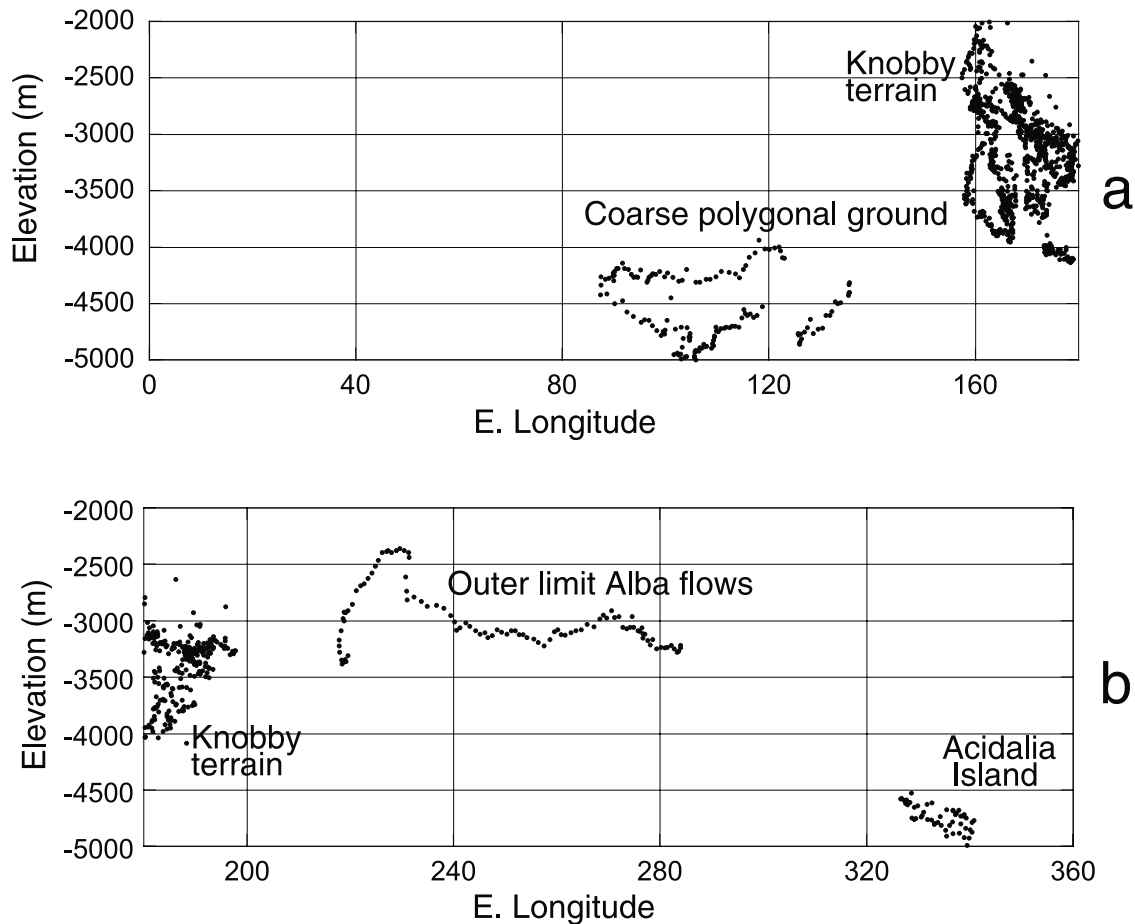 -2000
-2500
-3000
-3500
-4000
-4500
-5000
Elevation (m)
Knobby
terrain
Coarse polygonal ground
a
0 40 80 120 160
E. Longitude
-2000
-2500
-3000
-3500
-4000
-4500
-5000
Elevation (m)
Outer limit Alba flows
Knobby
terrain
Acidalia
Island
b
200 240 280 320 360
E. Longitude